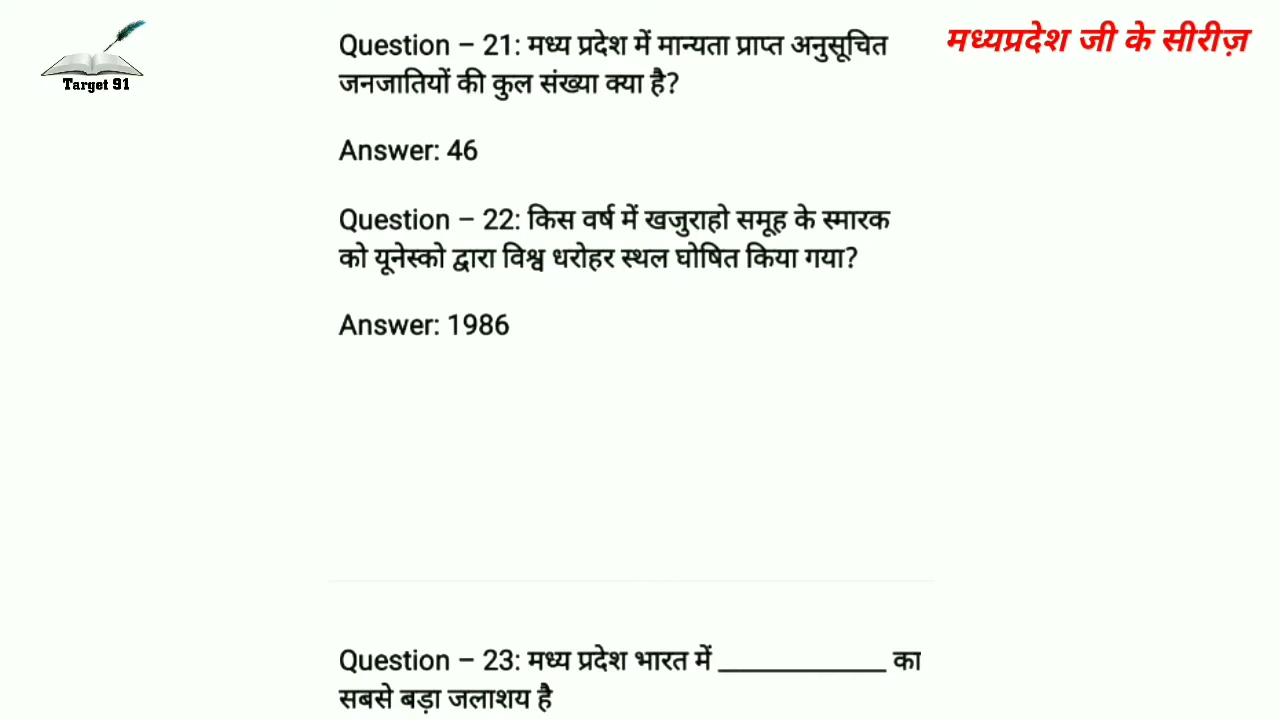 Target 91
मध्यप्रदेश जी के सीरीज़
Question – 21: मध्य प्रदेश में मान्यता प्राप्त अनुसूचित
जनजातियों की कुल संख्या क्या है?
Answer: 46
Question – 22: किस वर्ष में खजुराहो समूह के स्मारक
को यूनेस्को द्वारा विश्व धरोहर स्थल घोषित किया गया?
Answer: 1986
Question – 23: मध्य प्रदेश भारत में ____________ का
सबसे बड़ा जलाशय है